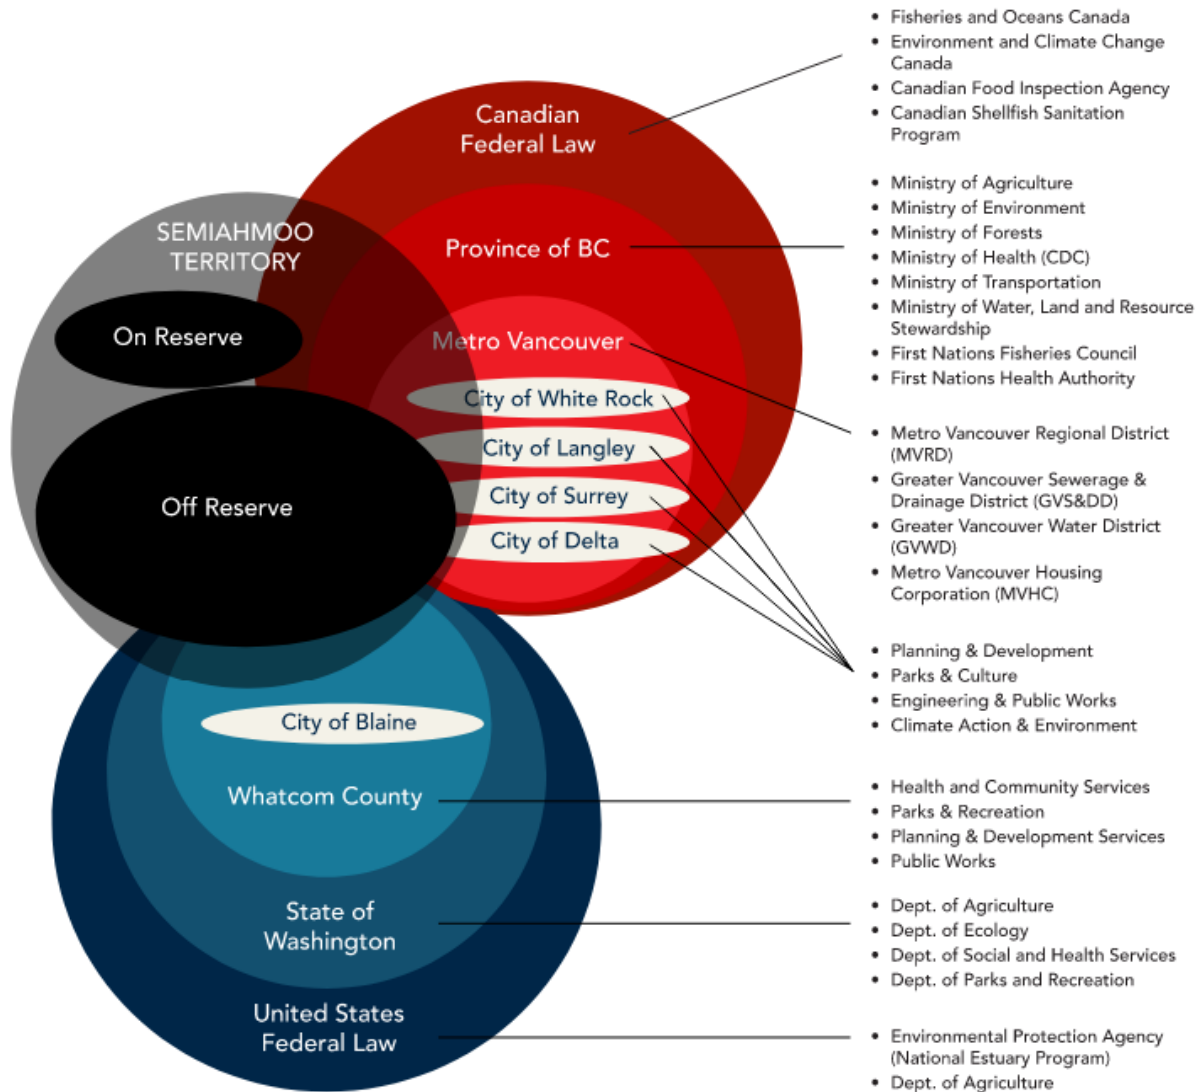 Canadian
Federal Law
SEMIAHMOO
TERRITORY
Province of BC
On Reserve
Metro Vancouver
City of White Rock
City of Langley
City of Surrey
City of Delta
Off Reserve
City of Blaine
Whatcom County
State of
Washington
United States
Federal Law
• Fisheries and Oceans Canada
• Environment and Climate Change
Canada
• Canadian Food Inspection Agency
• Canadian Shellfish Sanitation
Program
• Ministry of Agriculture
• Ministry of Environment
• Ministry of Forests
• Ministry of Health (CDC)
• Ministry of Transportation
• Ministry of Water, Land and Resource
Stewardship
• First Nations Fisheries Council
• First Nations Health Authority
• Metro Vancouver Regional District
(MVRD)
• Greater Vancouver Sewerage &
Drainage District (GVS&DD)
• Greater Vancouver Water District
(GVWD)
• Metro Vancouver Housing
Corporation (MVHC)
• Planning & Development
• Parks & Culture
• Engineering & Public Works
• Climate Action & Environment
• Health and Community Services
• Parks & Recreation
• Planning & Development Services
• Public Works
• Dept. of Agriculture
• Dept. of Ecology
• Dept. of Social and Health Services
• Dept. of Parks and Recreation
• Environmental Protection Agency
(National Estuary Program)
• Dept. of Agriculture